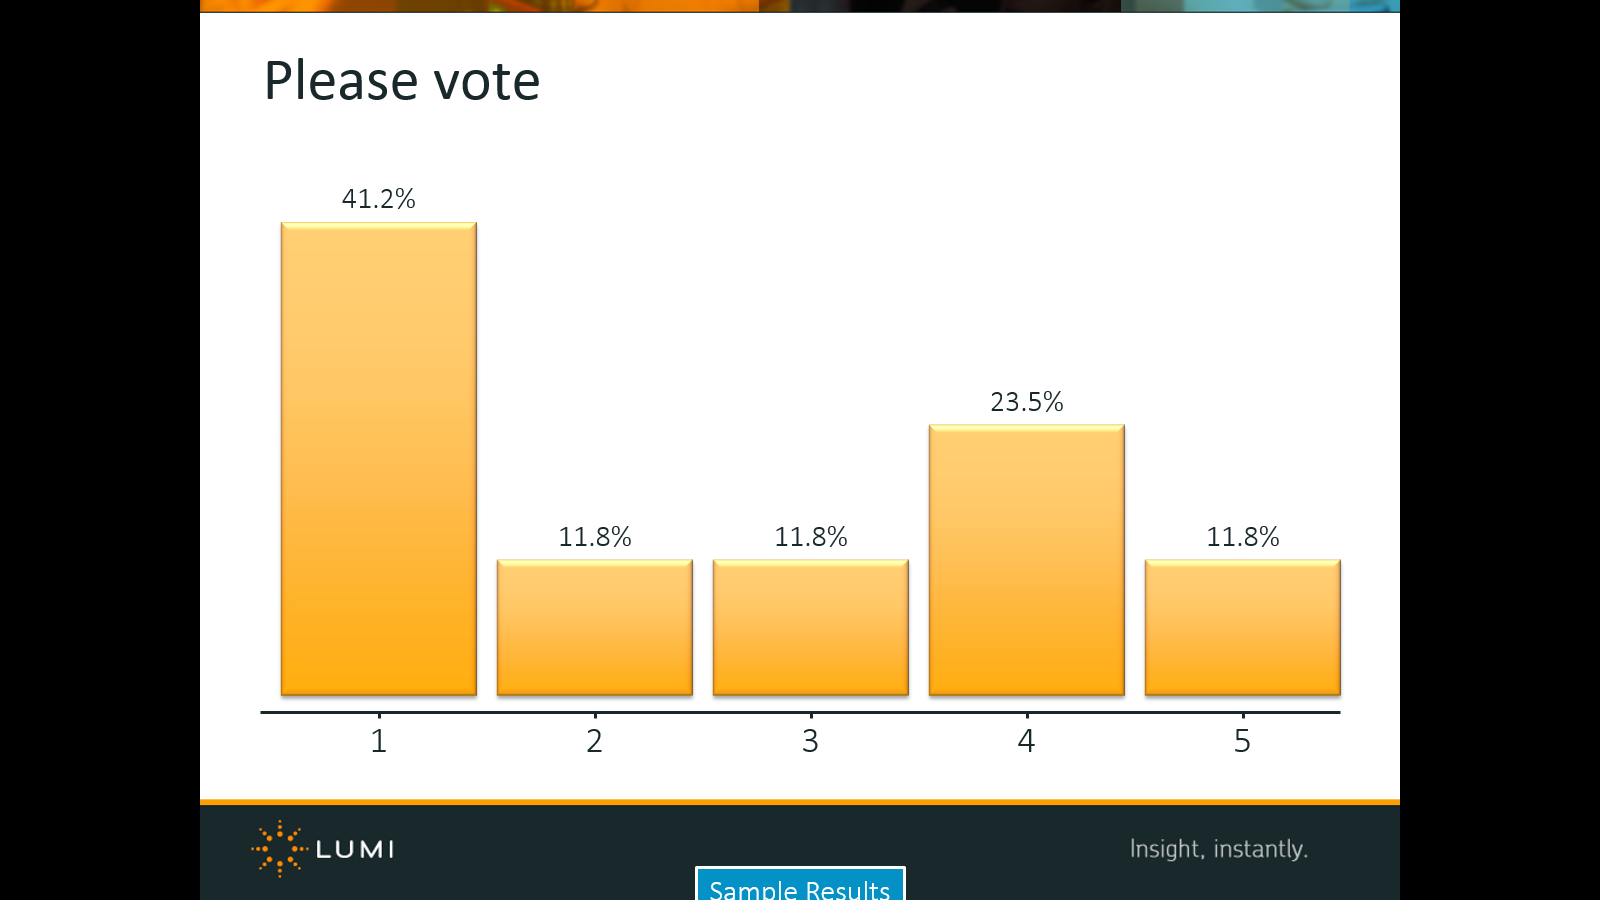 Please vote
41.2%
23.5%
11.8%
11.8%
11.8%
1
2
3
4
5
LUMI
Insight, instantly.
Sample Results